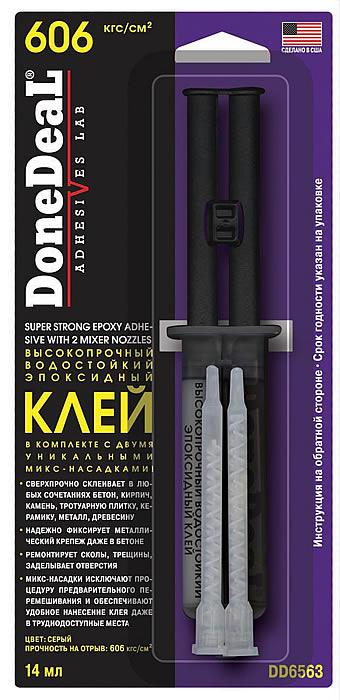 606 кгс/см²
СДЕЛАНО В США
DoneDeaL®
ADHESIVES LAB
SUPER STRONG EPOXY ADHE-
SIVE WITH 2 MIXER NOZZLES
ВЫСОКОПРОЧНЫЙ
ВОДОСТОЙКИЙ
ЭПОКСИДНЫЙ
КЛЕЙ
В КОМПЛЕКТЕ С ДВУМЯ
УНИКАЛЬНЫМИ
МИКС-НАСАДКАМИ
• СВЕРХПРОЧНО СКЛЕИВАЕТ В ЛЮ-
БЫХ СОЧЕТАНИЯХ БЕТОН, КИРПИЧ,
КАМЕНЬ, ТРОТУАРНУЮ ПЛИТКУ, КЕ-
РАМИКУ, МЕТАЛЛ, ДРЕВЕСИНУ
• НАДЕЖНО ФИКСИРУЕТ МЕТАЛЛИ-
ЧЕСКИЙ КРЕПЕЖ ДАЖЕ В БЕТОНЕ
• РЕМОНТИРУЕТ СКОЛЫ, ТРЕЩИНЫ,
ЗАДЕЛЫВАЕТ ОТВЕРСТИЯ
• МИКС-НАСАДКИ ИСКЛЮЧАЮТ ПРО-
ЦЕДУРУ ПРЕДВАРИТЕЛЬНОГО ПЕ-
РЕМЕШИВАНИЯ И ОБЕСПЕЧИВАЮТ
УДОБНОЕ НАНЕСЕНИЕ КЛЕЯ ДАЖЕ
В ТРУДНОДОСТУПНЫЕ МЕСТА
ЦВЕТ: СЕРЫЙ
ПРОЧНОСТЬ НА ОТРЫВ: 606 кгс/см²
14 мл
ВЫСОКОПРОЧНЫЙ ВОДОСТОЙКИЙ
ЭПОКСИДНЫЙ КЛЕЙ
Инструкция на обратной стороне • Срок годности указан на упаковке
DD6563